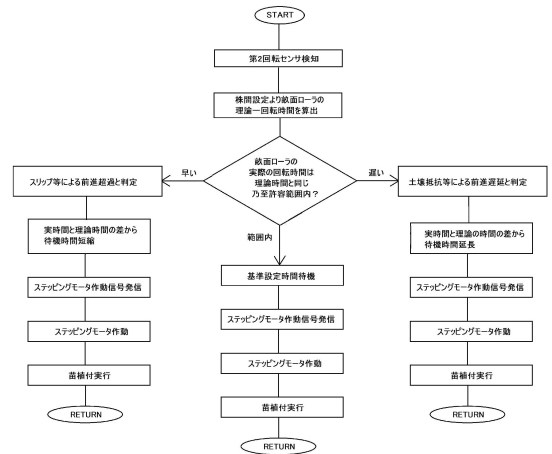 START
第2回転センサ検知
株間設定より畝面ローラの
理論一回転時間を算出
畝面ローラの
実際の回転時間は
理論時間と同じ
乃至許容範囲内？
早い
遅い
範囲内
スリップ等による前進超過と判定
実時間と理論時間の差から
待機時間短縮
ステッピングモータ作動信号発信
ステッピングモータ作動
苗植付実行
RETURN
基準設定時間待機
ステッピングモータ作動信号発信
ステッピングモータ作動
苗植付実行
RETURN
土壌抵抗等による前進遅延と判定
実時間と理論の時間の差から
待機時間延長
ステッピングモータ作動信号発信
ステッピングモータ作動
苗植付実行
RETURN